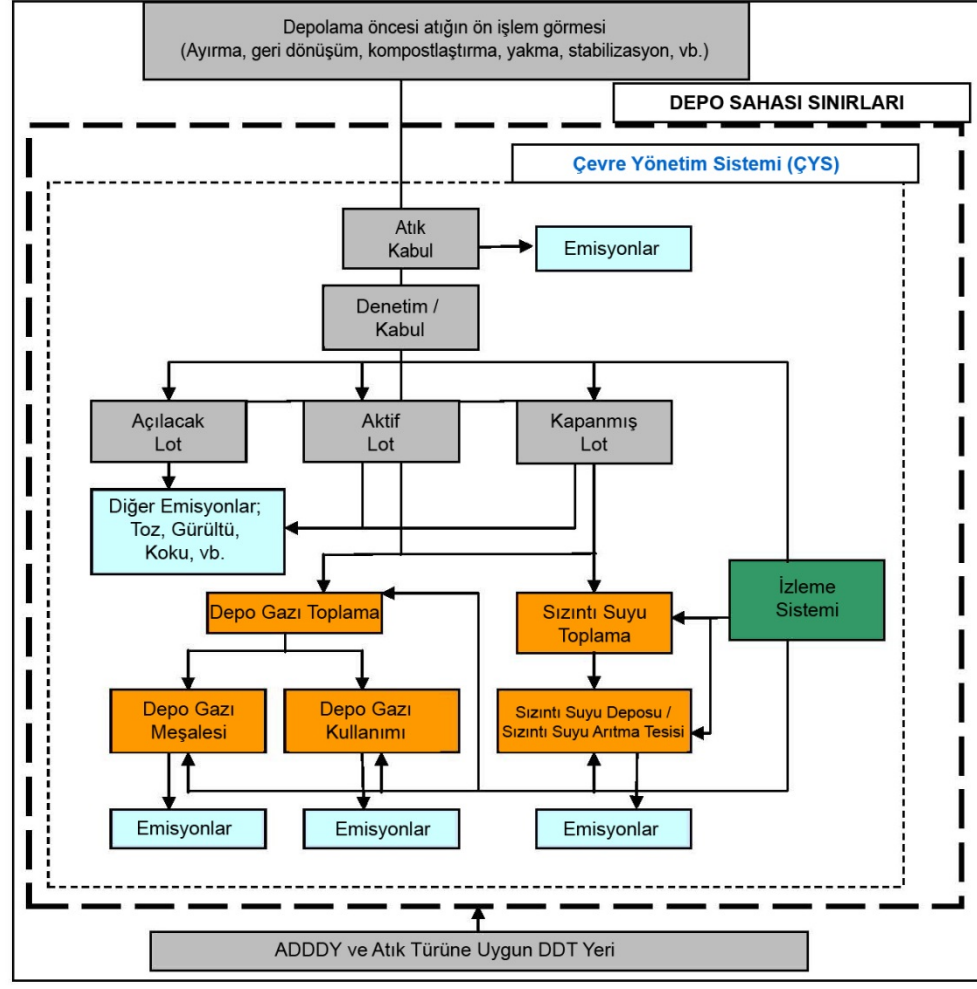 Depolama öncesi atığın ön işlem görmesi
(Ayırma, geri dönüşüm, kompostlaştırma, yakma, stabilizasyon, vb.)
DEPO SAHASI SINIRLARI
Çevre Yönetim Sistemi (ÇYS)
Atık
Kabul
Emisyonlar
Denetim /
Kabul
Açılacak
Lot
Aktif
Lot
Kapanmış
Lot
Diğer Emisyonlar;
Toz, Gürültü,
Koku, vb.
Depo Gazı Toplama
Sızıntı Suyu
Toplama
İzleme
Sistemi
Depo Gazı
Meşalesi
Depo Gazı
Kullanımı
Sızıntı Suyu Deposu /
Sızıntı Suyu Arıtma Tesisi
Emisyonlar
Emisyonlar
Emisyonlar
ADDDY ve Atık Türüne Uygun DDT Yeri